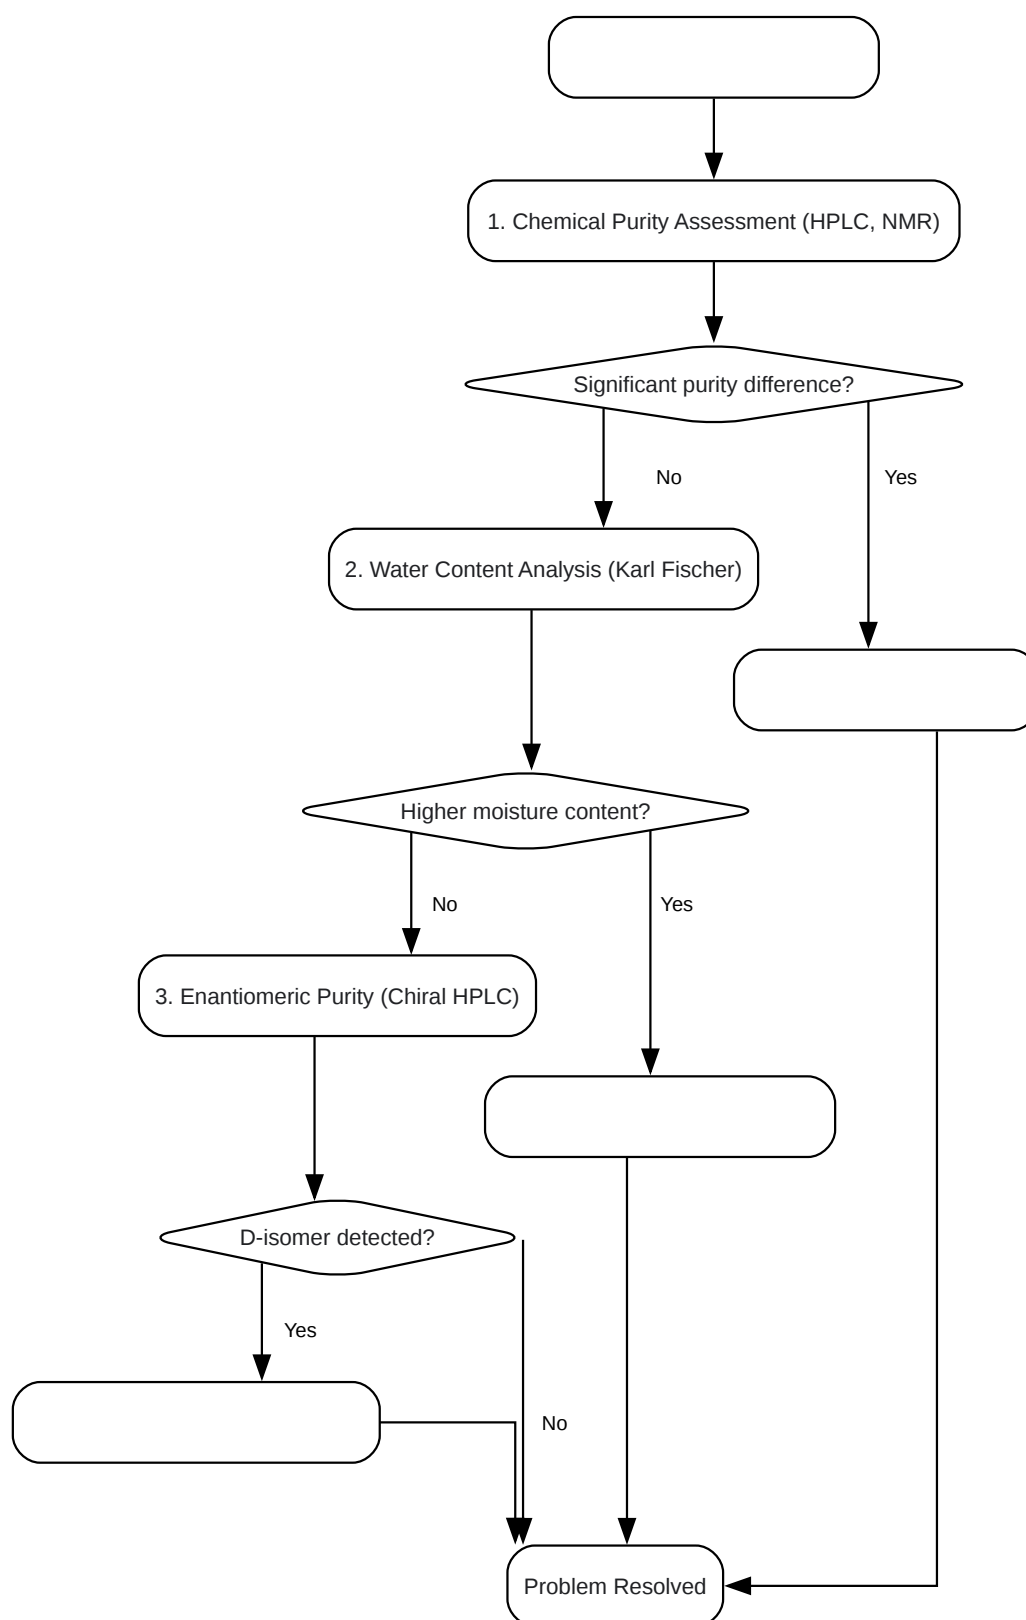 1. Chemical Purity Assessment (HPLC, NMR)
Significant purity difference?
No
Yes
2. Water Content Analysis (Karl Fischer)
Higher moisture content?
No
Yes
3. Enantiomeric Purity (Chiral HPLC)
D-isomer detected?
Yes
No
Problem Resolved